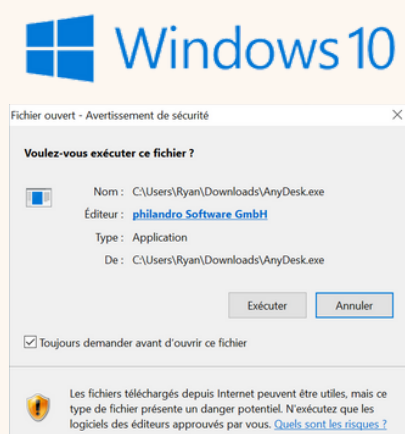 Windows 10
Fichier ouvert - Avertissement de sécurité
Voulez-vous exécuter ce fichier ?
Nom : C:\Users\Ryan\Downloads\AnyDesk.exe
Éditeur : philandro Software GmbH
Type : Application
De : C:\Users\Ryan\Downloads\AnyDesk.exe
Exécuter Annuler
Toujours demander avant d'ouvrir ce fichier
Les fichiers téléchargés depuis Internet peuvent être utiles, mais ce
type de fichier présente un danger potentiel. N'exécutez que les
logiciels des éditeurs approuvés par vous. Quels sont les risques ?